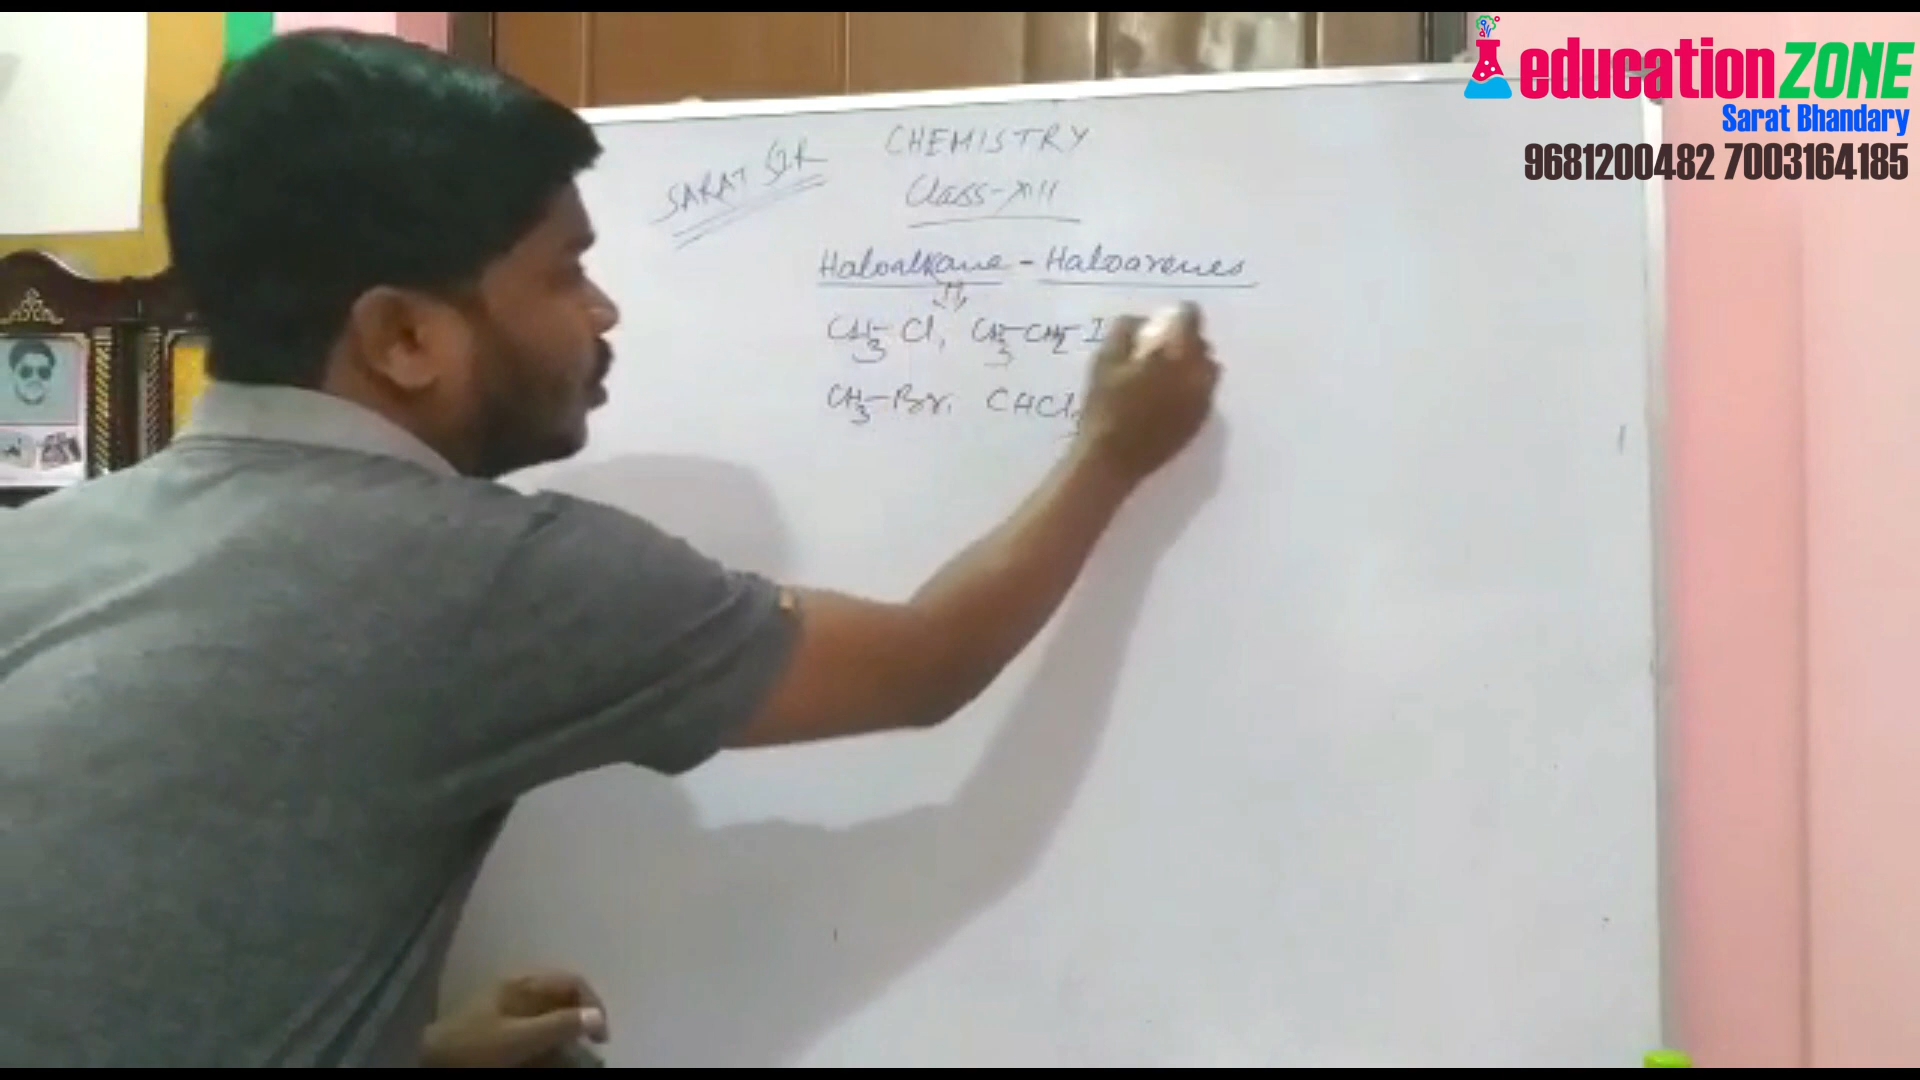 education ZONE
Sarat Bhandary
9681200482 7003164185
SARAT SIR
CHEMISTRY
Class-XII
Haloalkane - Haloarenes
CH3-Cl, CH3-CH2-I
CH3-Br, CHCl3